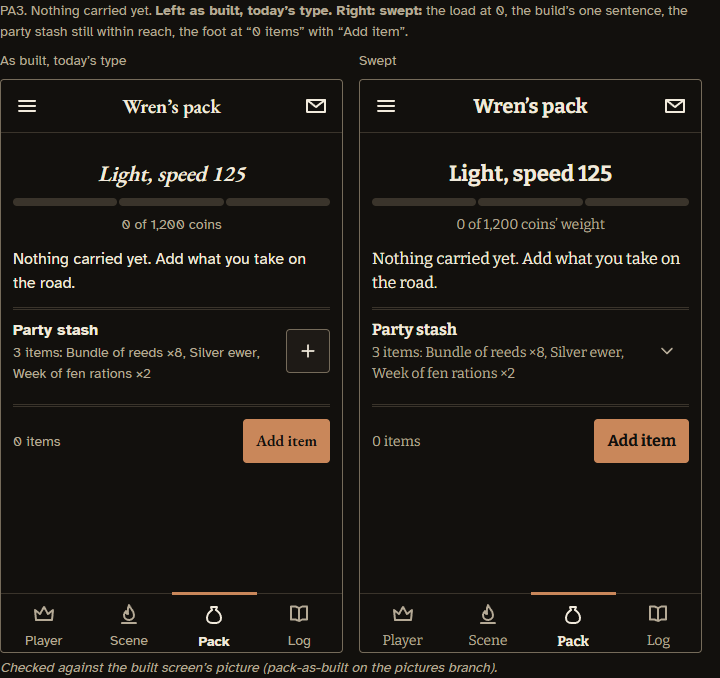 PA3. Nothing carried yet. Left: as built, today's type. Right: swept: the load at 0, the build's one sentence, the
party stash still within reach, the foot at “0 items” with “Add item”.
As built, today's type
Swept
Wren's pack
Light, speed 125
0 of 1,200 coins
Nothing carried yet. Add what you take on
the road.
Party stash
3 items: Bundle of reeds ×8, Silver ewer,
Week of fen rations ×2
0 items
Add item
Player
Scene
Pack
Log
Wren's pack
Light, speed 125
0 of 1,200 coins' weight
Nothing carried yet. Add what you take on
the road.
Party stash
3 items: Bundle of reeds ×8, Silver ewer,
Week of fen rations ×2
0 items
Add item
Player
Scene
Pack
Log
Checked against the built screen's picture (pack-as-built on the pictures branch).